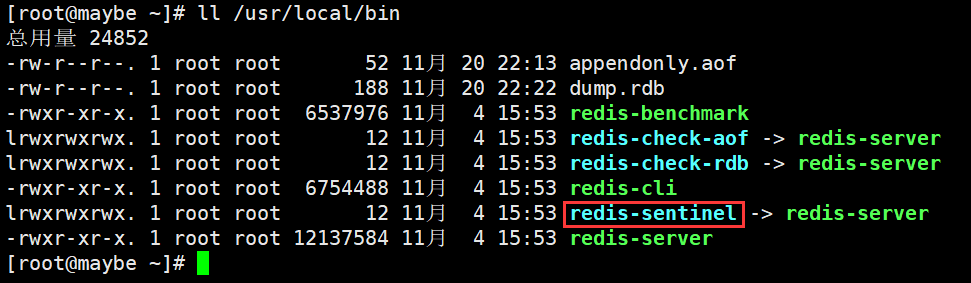 [root@maybe ~]# ll /usr/local/bin
总用量 24852
-rw-r--r--. 1 root root       52 11月 20 22:13 appendonly.aof
-rw-r--r--. 1 root root      188 11月 20 22:22 dump.rdb
-rwxr-xr-x. 1 root root  6537976 11月  4 15:53 redis-benchmark
lrwxrwxrwx. 1 root root       12 11月  4 15:53 redis-check-aof -> redis-server
lrwxrwxrwx. 1 root root       12 11月  4 15:53 redis-check-rdb -> redis-server
-rwxr-xr-x. 1 root root  6754488 11月  4 15:53 redis-cli
lrwxrwxrwx. 1 root root       12 11月  4 15:53 redis-sentinel -> redis-server
-rwxr-xr-x. 1 root root 12137584 11月  4 15:53 redis-server
[root@maybe ~]#